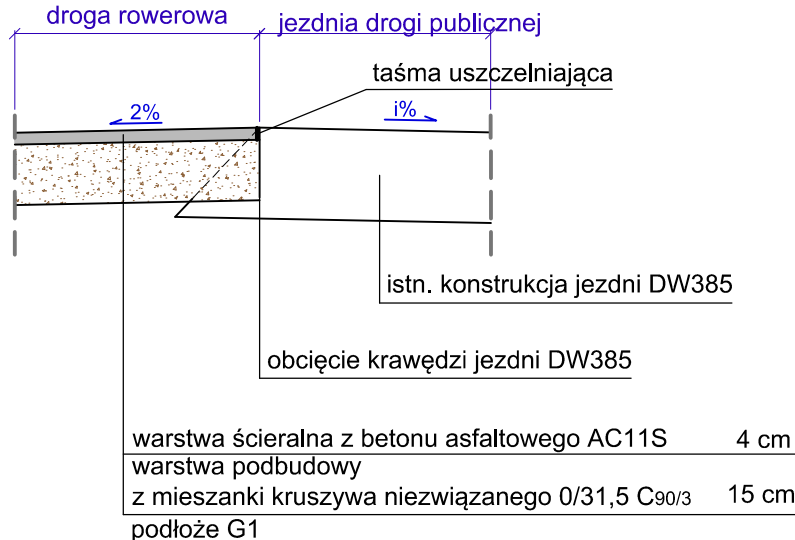 droga rowerowa
jezdnia drogi publicznej
taśma uszczelniająca
2%
i%
istn. konstrukcja jezdni DW385
obcięcie krawędzi jezdni DW385
warstwa ścieralna z betonu asfaltowego AC11S 4 cm
warstwa podbudowy
z mieszanki kruszywa niezwiązanego 0/31,5 C90/3 15 cm
podłoże G1